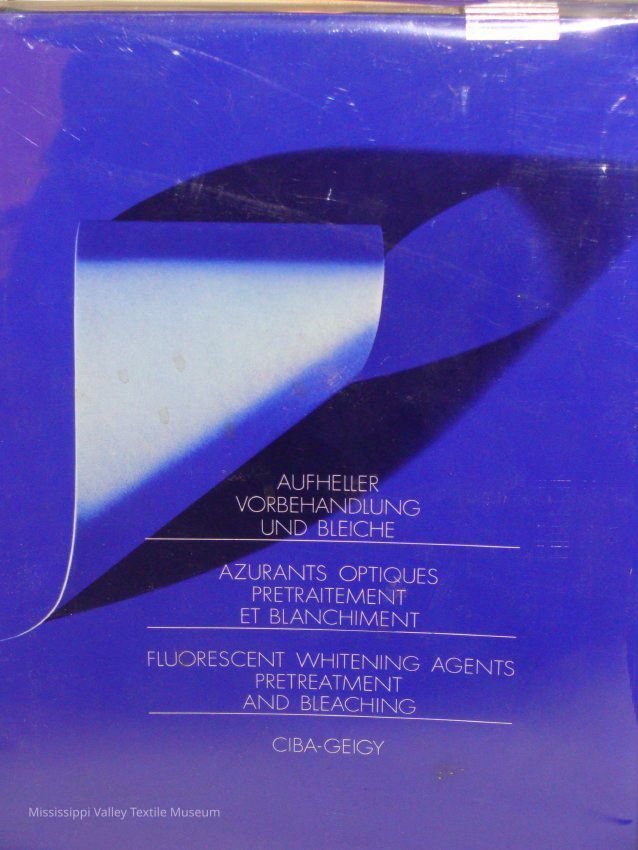 AUFHELLER
VORBEHANDLUNG
UND BLEICHE
AZURANTS OPTIQUES
PRETRAITEMENT
ET BLANCHIMENT
FLUORESCENT WHITENING AGENTS
PRETREATMENT
AND BLEACHING
CIBA-GEIGY
Mississippi Valley Textile Museum